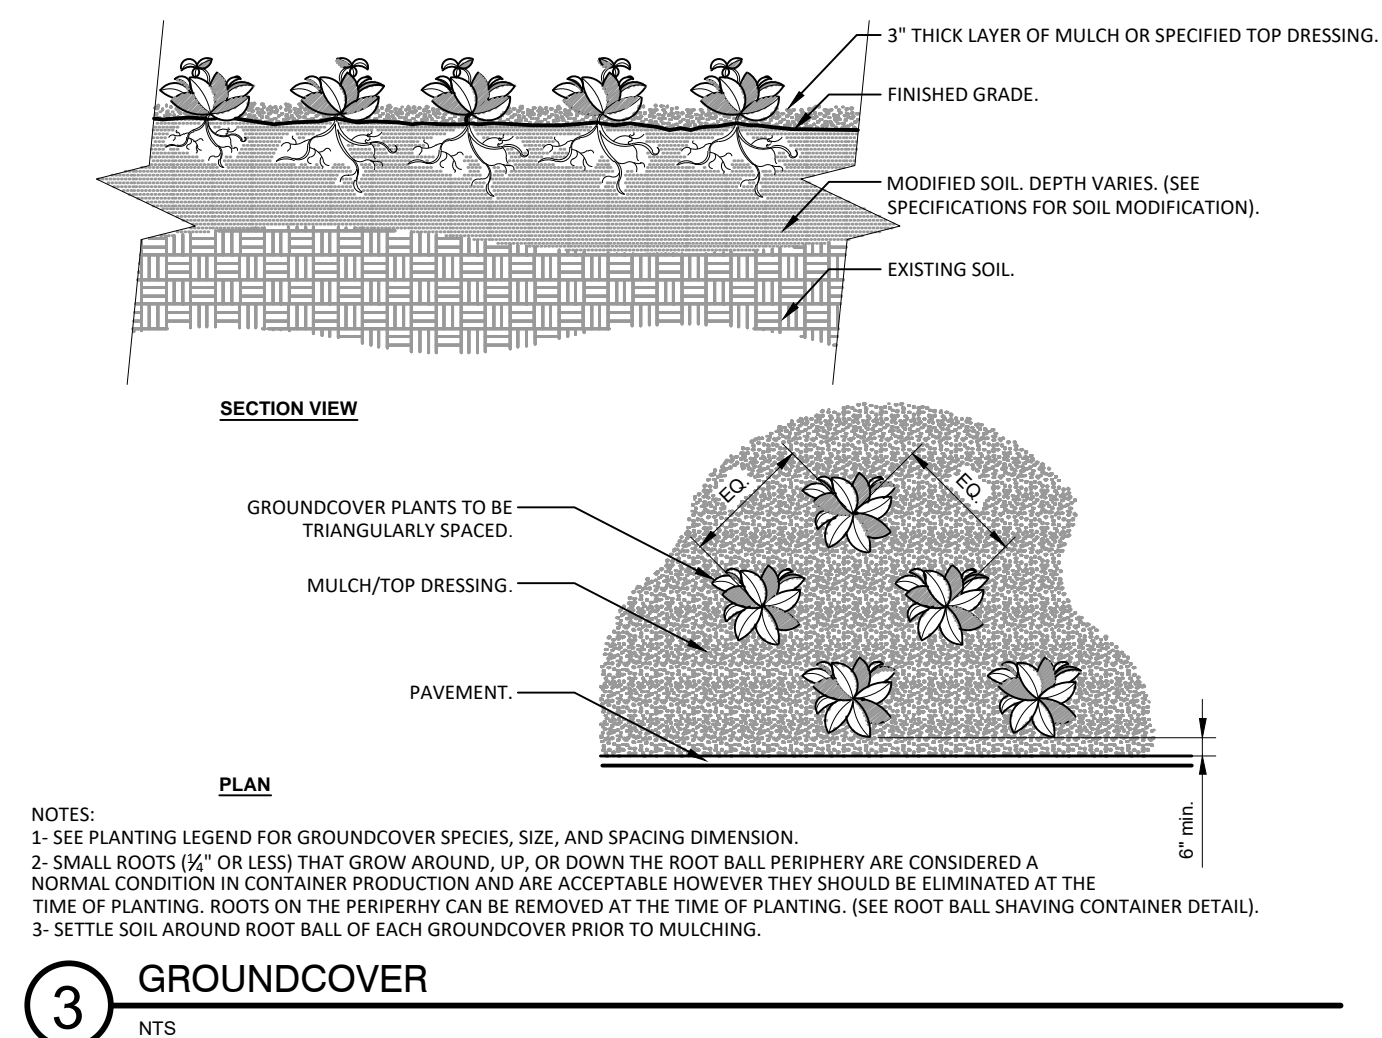 3" THICK LAYER OF MULCH OR SPECIFIED TOP DRESSING.
FINISHED GRADE.
MODIFIED SOIL. DEPTH VARIES. (SEE
SPECIFICATIONS FOR SOIL MODIFICATION).
EXISTING SOIL.
SECTION VIEW
EQ.
EQ.
GROUNDCOVER PLANTS TO BE
TRIANGULARLY SPACED.
MULCH/TOP DRESSING.
PAVEMENT.
6" min.
PLAN
NOTES:
1- SEE PLANTING LEGEND FOR GROUNDCOVER SPECIES, SIZE, AND SPACING DIMENSION.
2- SMALL ROOTS (¼" OR LESS) THAT GROW AROUND, UP, OR DOWN THE ROOT BALL PERIPHERY ARE CONSIDERED A
NORMAL CONDITION IN CONTAINER PRODUCTION AND ARE ACCEPTABLE HOWEVER THEY SHOULD BE ELIMINATED AT THE
TIME OF PLANTING. ROOTS ON THE PERIPERHY CAN BE REMOVED AT THE TIME OF PLANTING. (SEE ROOT BALL SHAVING CONTAINER DETAIL).
3- SETTLE SOIL AROUND ROOT BALL OF EACH GROUNDCOVER PRIOR TO MULCHING.
3 GROUNDCOVER
NTS